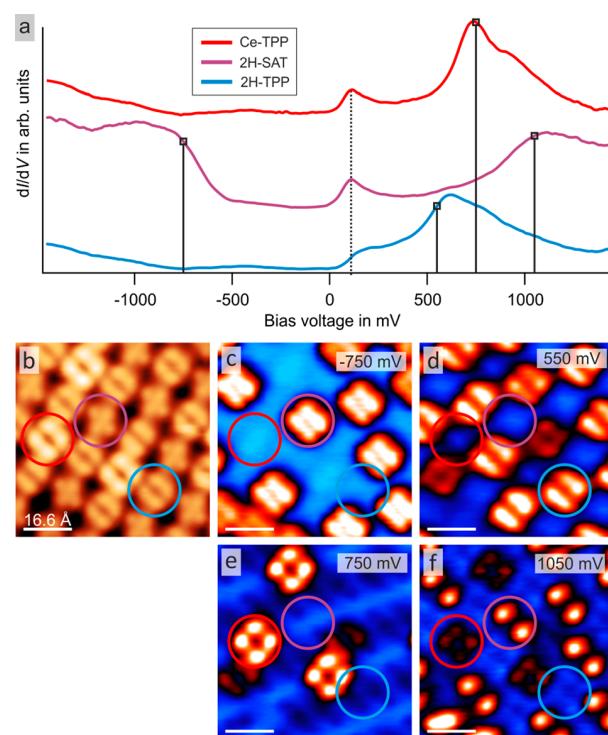 a
Ce-TPP
2H-SAT
2H-TPP
dI/dV in arb. units
-1000
-500
0
500
1000
Bias voltage in mV
b
c
-750 mV
d
550 mV
16.6 Å
e
750 mV
f
1050 mV